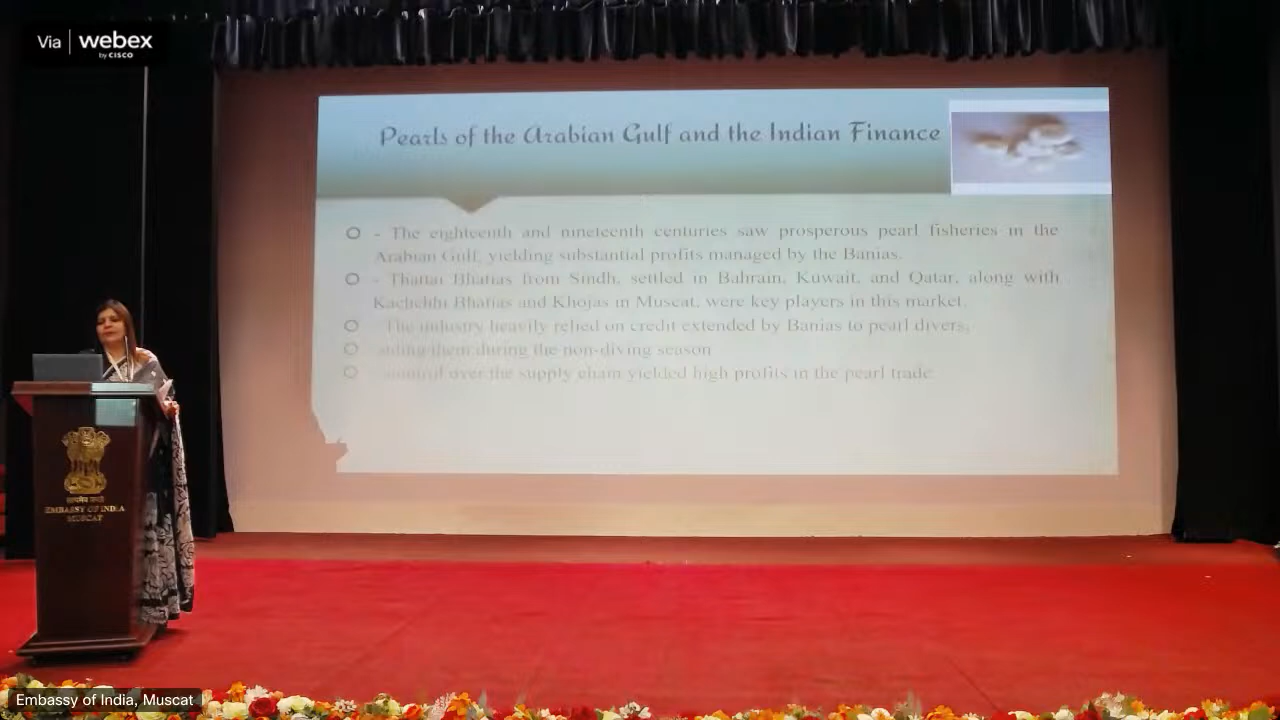 Via webex
by CISCO
Pearls of the Arabian Gulf and the Indian Finance
- The eighteenth and nineteenth centuries saw prosperous pearl fisheries in the
Arabian Gulf, yielding substantial profits managed by the Banias.
- Thattai Bhatias from Sindh, settled in Bahrain, Kuwait, and Qatar, along with
Kachchhi Bhatias and Khojas in Muscat, were key players in this market.
The industry heavily relied on credit extended by Banias to pearl divers,
them during the non-diving season
over the supply chain yielded high profits in the pearl trade
सत्यमेव जयते
EMBASSY OF INDIA
MUSCAT
Embassy of India, Muscat